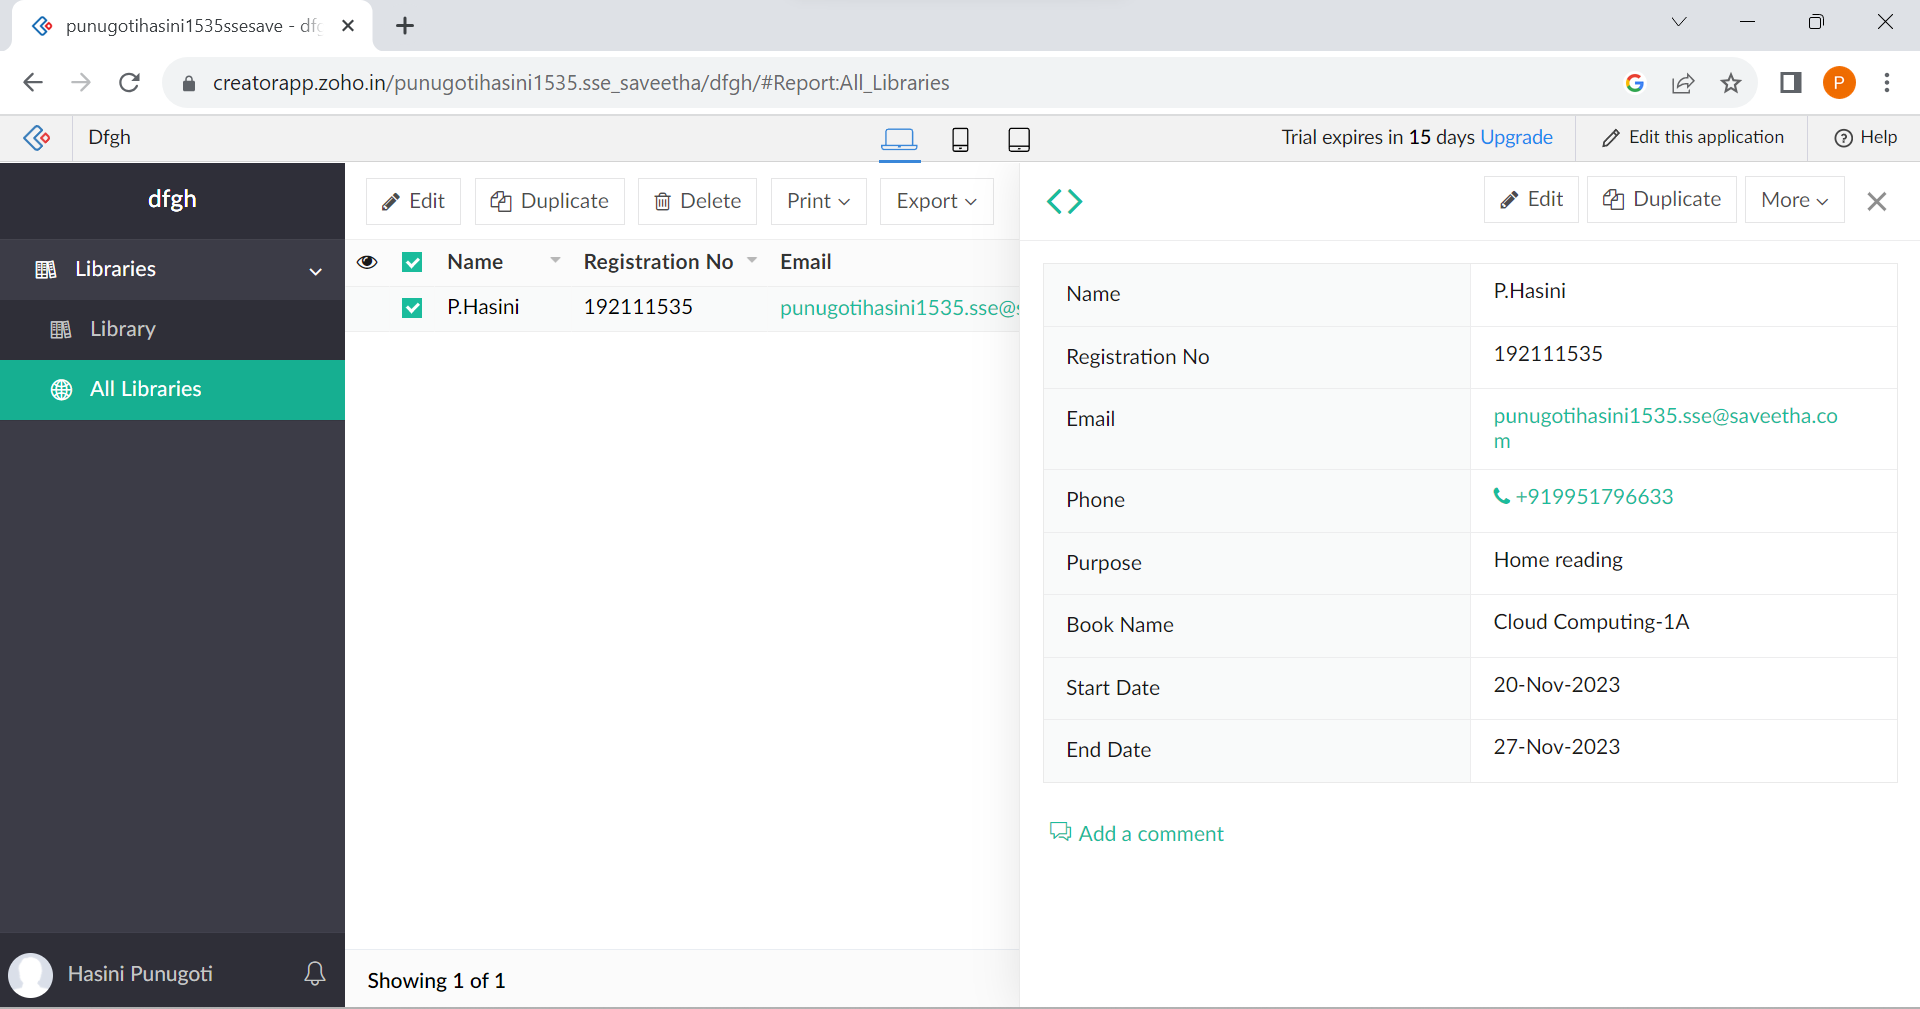 punugotihasini1535ssesave - dfg
creatorapp.zoho.in/punugotihasini1535.sse_saveetha/dfgh/#Report:All_Libraries
P
Dfgh
Trial expires in 15 days Upgrade
Edit this application
Help
dfgh
Libraries
Library
All Libraries
Hasini Punugoti
Edit
Duplicate
Delete
Print
Export
Name Registration No Email
P.Hasini 192111535 punugotihasini1535.sse@s
Showing 1 of 1
Edit
Duplicate
More
Name P.Hasini
Registration No 192111535
Email punugotihasini1535.sse@saveetha.co
m
Phone +919951796633
Purpose Home reading
Book Name Cloud Computing-1A
Start Date 20-Nov-2023
End Date 27-Nov-2023
Add a comment